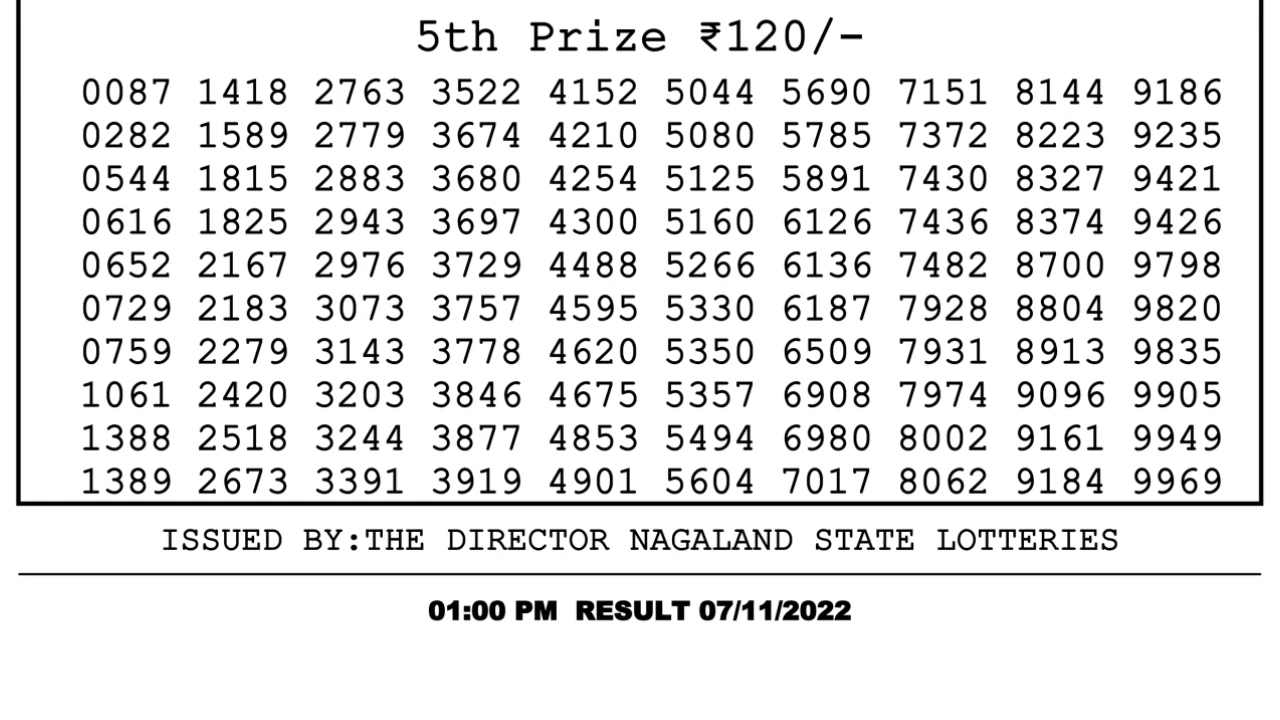 5th Prize ₹120/-
0087 1418 2763 3522 4152 5044 5690 7151 8144 9186
0282 1589 2779 3674 4210 5080 5785 7372 8223 9235
0544 1815 2883 3680 4254 5125 5891 7430 8327 9421
0616 1825 2943 3697 4300 5160 6126 7436 8374 9426
0652 2167 2976 3729 4488 5266 6136 7482 8700 9798
0729 2183 3073 3757 4595 5330 6187 7928 8804 9820
0759 2279 3143 3778 4620 5350 6509 7931 8913 9835
1061 2420 3203 3846 4675 5357 6908 7974 9096 9905
1388 2518 3244 3877 4853 5494 6980 8002 9161 9949
1389 2673 3391 3919 4901 5604 7017 8062 9184 9969
ISSUED BY:THE DIRECTOR NAGALAND STATE LOTTERIES
01:00 PM RESULT 07/11/2022